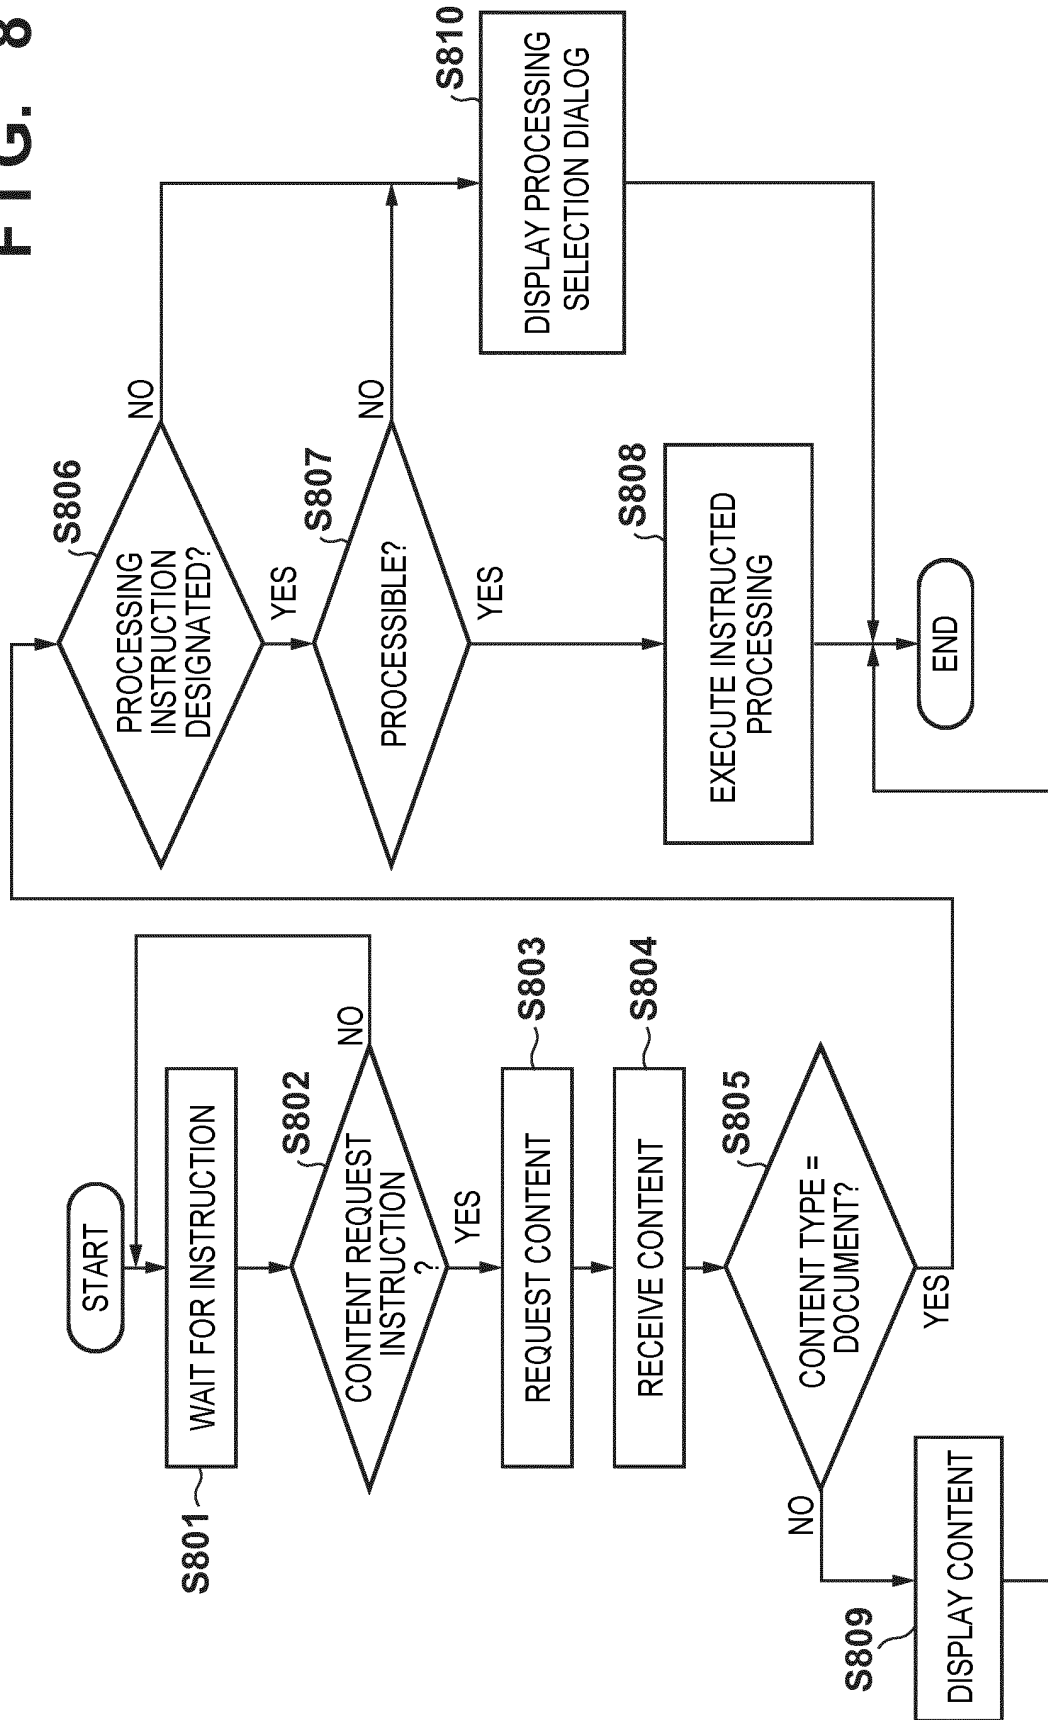 FIG. 8
START
WAIT FOR INSTRUCTION
S801
S802
CONTENT REQUEST
INSTRUCTION
?
NO
YES
REQUEST CONTENT
S803
RECEIVE CONTENT
S804
S805
CONTENT TYPE =
DOCUMENT?
NO
YES
S809
DISPLAY CONTENT
S806
PROCESSING
INSTRUCTION
DESIGNATED?
NO
YES
S807
PROCESSIBLE?
NO
YES
S808
EXECUTE INSTRUCTED
PROCESSING
S810
DISPLAY PROCESSING
SELECTION DIALOG
END